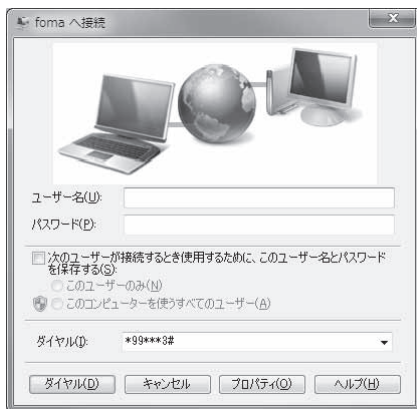 foma へ接続
ユーザー名(U):
パスワード(P):
次のユーザーが接続するとき使用するために、このユーザー名とパスワード
を保存する(S):
このユーザーのみ(N)
このコンピューターを使うすべてのユーザー(A)
ダイヤル(I): *99***3#
ダイヤル(D) キャンセル プロパティ(O) ヘルプ(H)